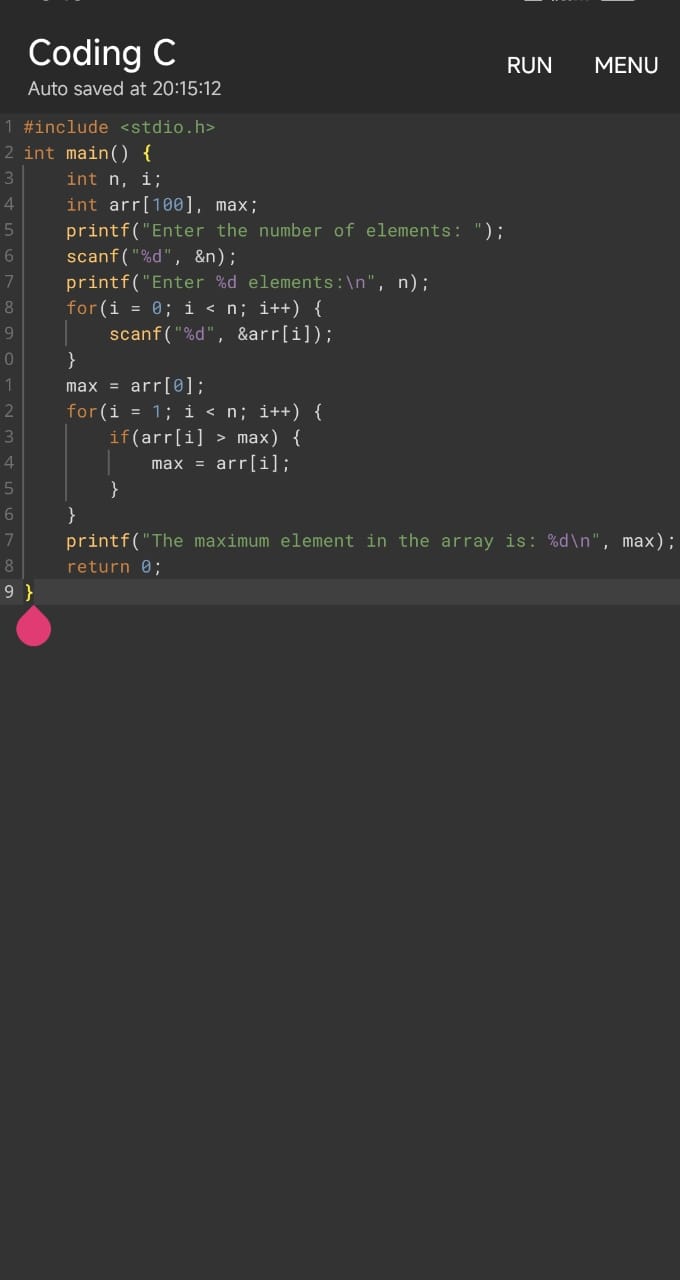 Coding C
Auto saved at 20:15:12
RUN MENU
1 #include <stdio.h>
2 int main() {
3     int n, i;
4     int arr[100], max;
5     printf("Enter the number of elements: ");
6     scanf("%d", &n);
7     printf("Enter %d elements:\n", n);
8     for(i = 0; i < n; i++) {
9         scanf("%d", &arr[i]);
0     }
1     max = arr[0];
2     for(i = 1; i < n; i++) {
3         if(arr[i] > max) {
4             max = arr[i];
5         }
6     }
7     printf("The maximum element in the array is: %d\n", max);
8     return 0;
9 }